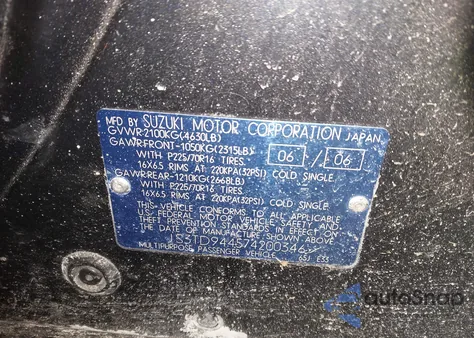 MFD BY SUZUKI MOTOR CORPORATION JAPAN
GVWR:2100KG(4630LB) 06 / 06
GAWR:FRONT-1050KG(2315LB)
WITH P225/70R16 TIRES.
16X6.5 RIMS AT 220KPA(32PSI) COLD SINGLE
GAWR:REAR-1210KG(2668LB)
WITH P225/70R16 TIRES.
16X6.5 RIMS AT 220KPA(32PSI) COLD SINGLE.
THIS VEHICLE CONFORMS TO ALL APPLICABLE
U.S. FEDERAL MOTOR VEHICLE SAFETY AND
THEFT PREVENTION STANDARDS IN EFFECT ON
THE DATE OF MANUFACTURE SHOWN ABOVE.
MULTIPURPOSE PASSENGER VEHICLE 65J E33
autoSnap